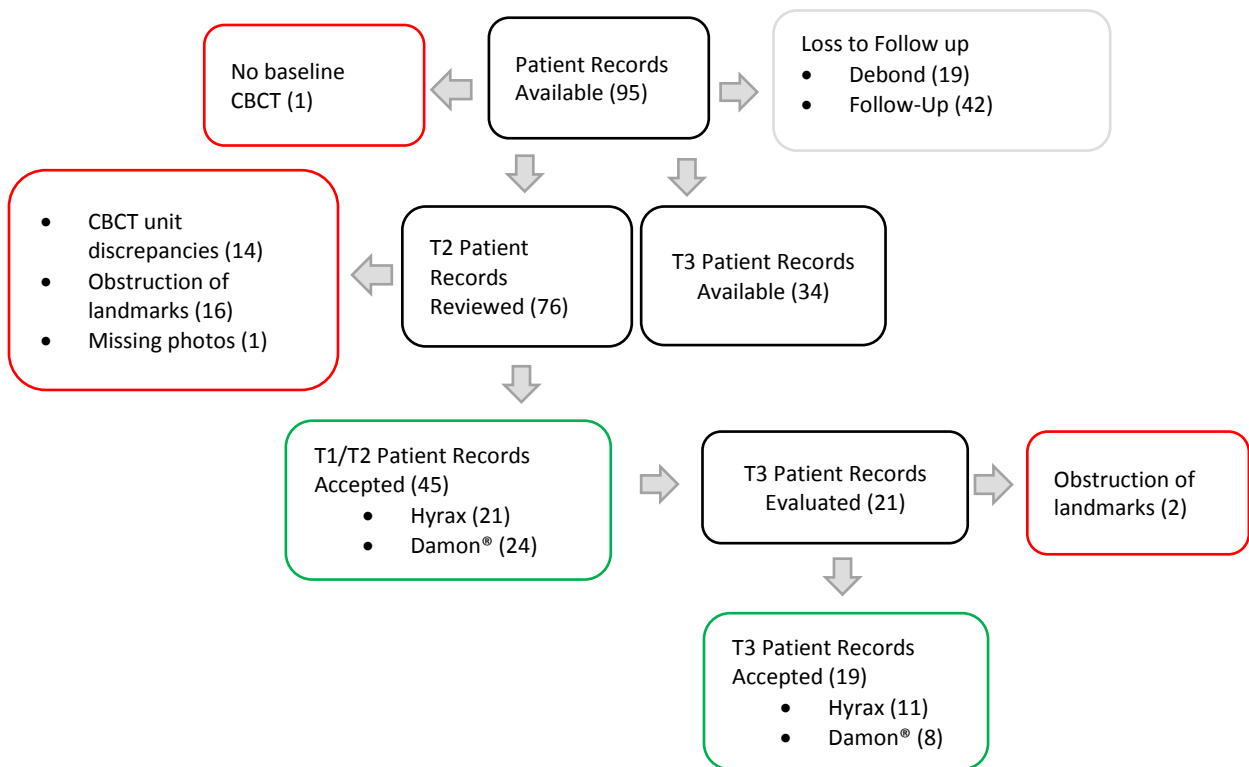 No baseline
CBCT (1)
Patient Records
Available (95)
Loss to Follow up
• Debond (19)
• Follow-Up (42)
• CBCT unit
discrepancies (14)
• Obstruction of
landmarks (16)
• Missing photos (1)
T2 Patient
Records
Reviewed (76)
T3 Patient Records
Available (34)
T1/T2 Patient Records
Accepted (45)
• Hyrax (21)
• Damon® (24)
T3 Patient Records
Evaluated (21)
Obstruction of
landmarks (2)
T3 Patient Records
Accepted (19)
• Hyrax (11)
• Damon® (8)